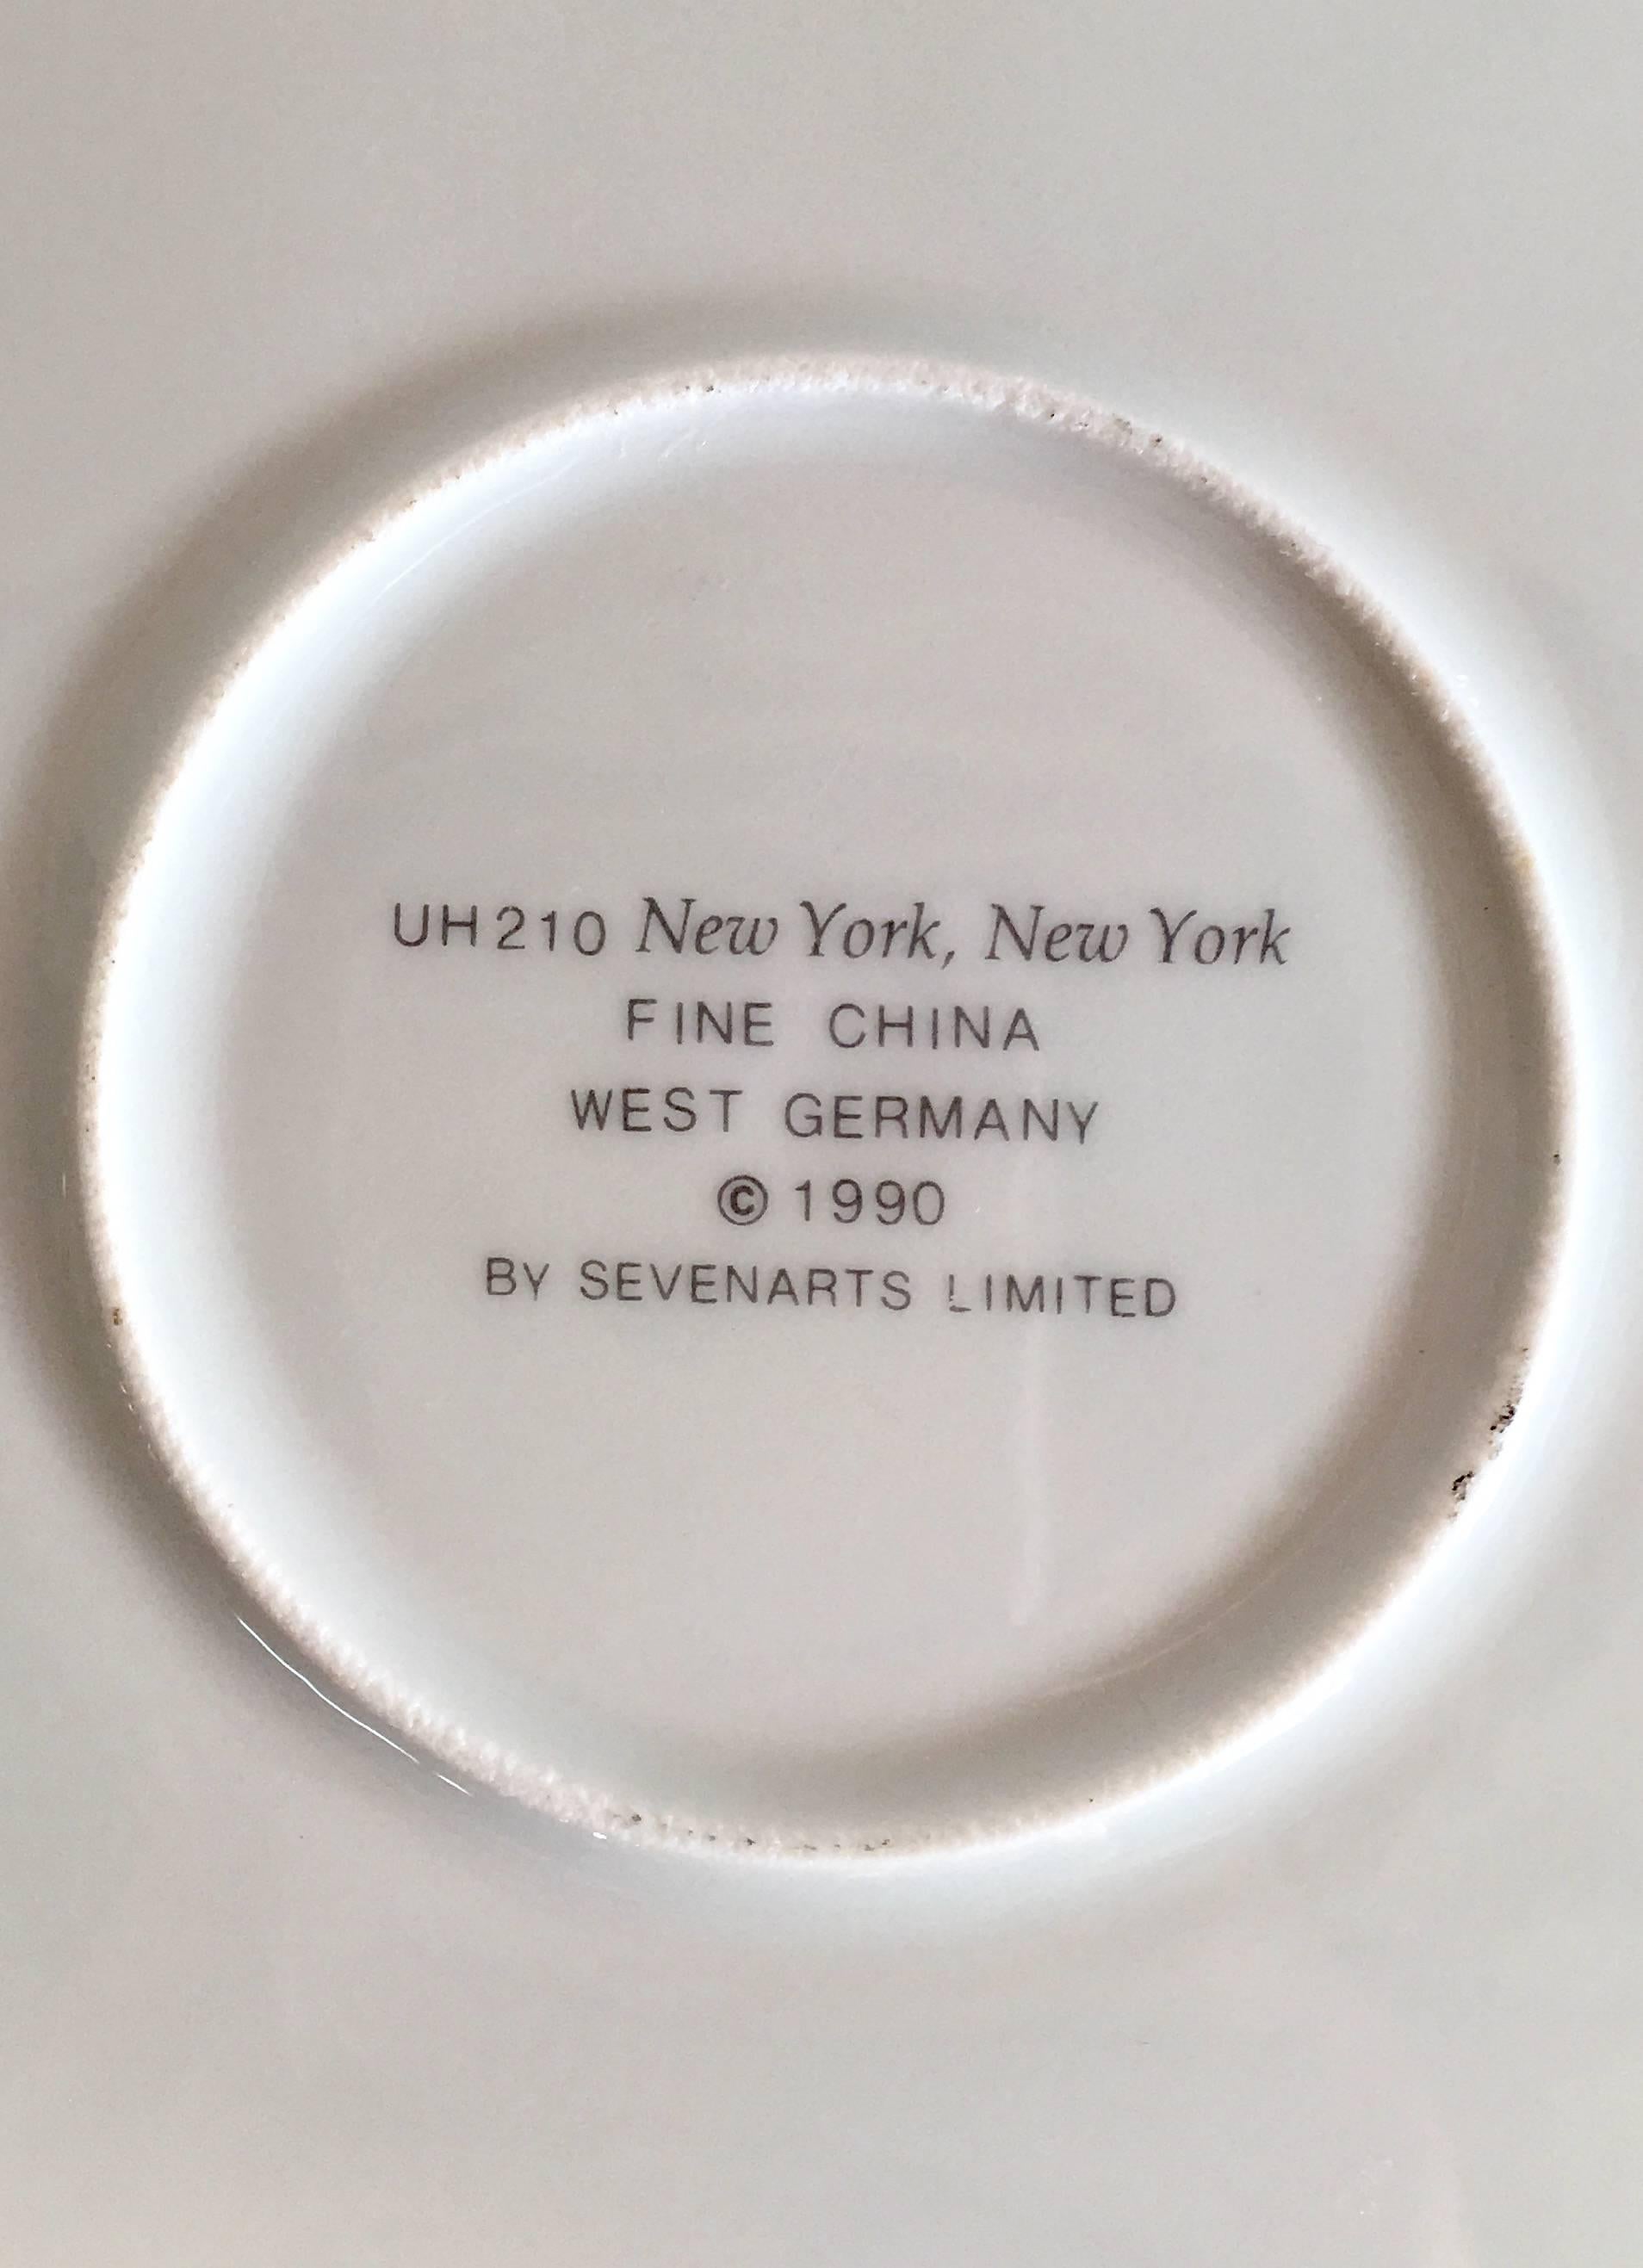 UH210 New York, New York
FINE CHINA
WEST GERMANY
© 1990
BY SEVENARTS LIMITED